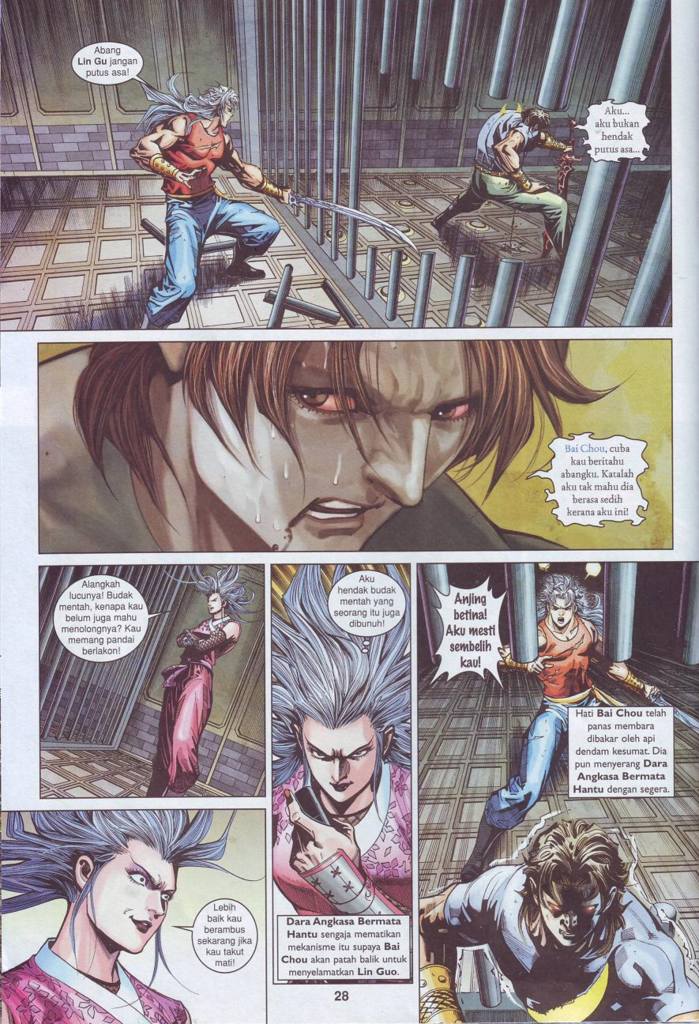 Abang
Lin Gu jangan
putus asa!
Aku...
aku bukan
hendak
putus asa...
Bai Chou, cuba
kau beritahu
abangku. Katalah
aku tak mahu dia
berasa sedih
kerana aku ini!
Alangkah
lucunya! Budak
mentah, kenapa kau
belum juga mahu
menolongnya? Kau
memang pandai
berlakon!
Aku
hendak budak
mentah yang
seorang itu juga
dibunuh!
Anjing
betina!
Aku mesti
sembelih
kau!
Hati Bai Chou telah
panas membara
dibakar oleh api
dendam kesumat. Dia
pun menyerang Dara
Angkasa Bermata
Hantu dengan segera.
Lebih
baik kau
berambus
sekarang jika
kau takut
mati!
Dara Angkasa Bermata
Hantu sengaja mematikan
mekanisme itu supaya Bai
Chou akan patah balik untuk
menyelamatkan Lin Guo.
28